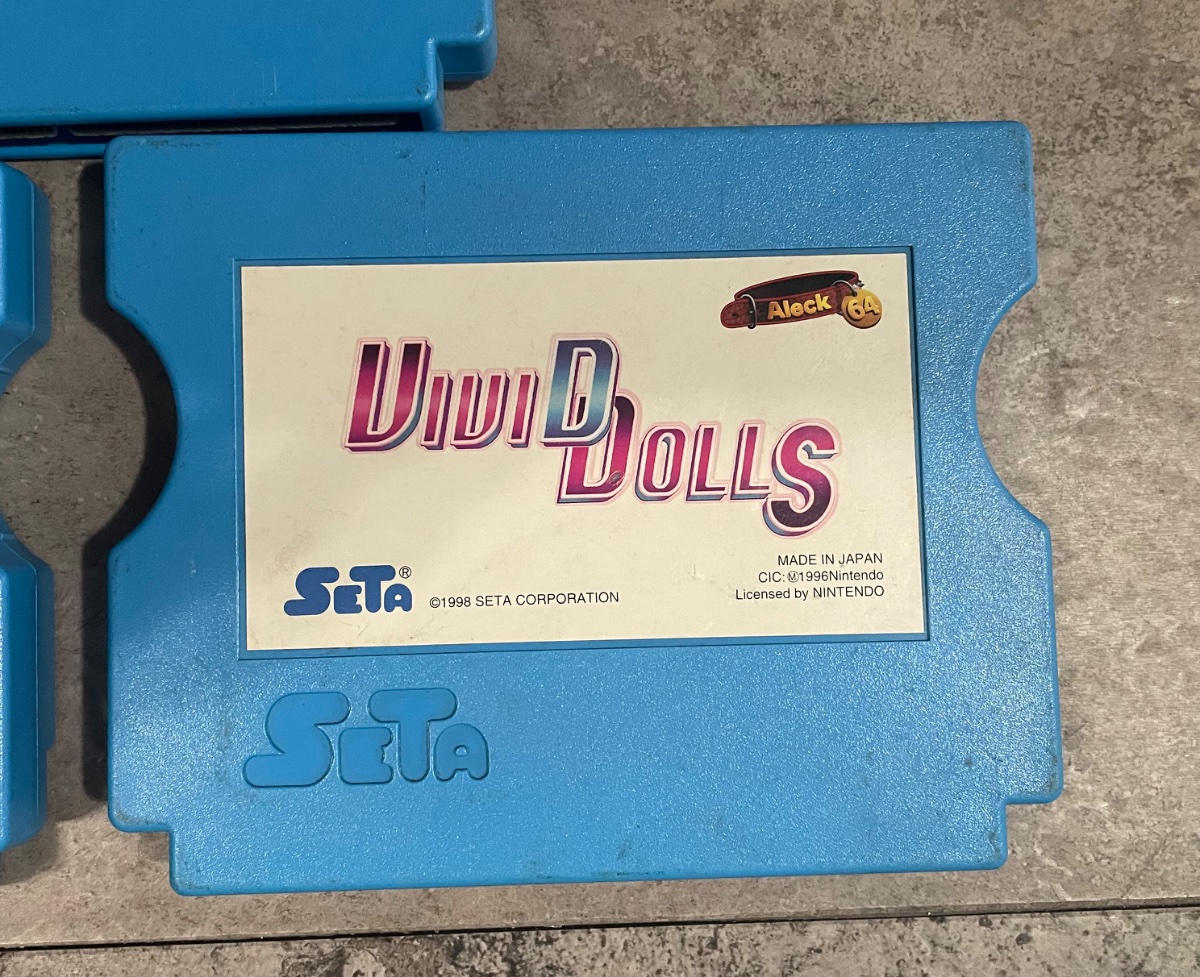 Aleck 64
VIVID
DOLLS
MADE IN JAPAN
CIC:Ⓜ1996Nintendo
Licensed by NINTENDO
SETA®
©1998 SETA CORPORATION
SETA